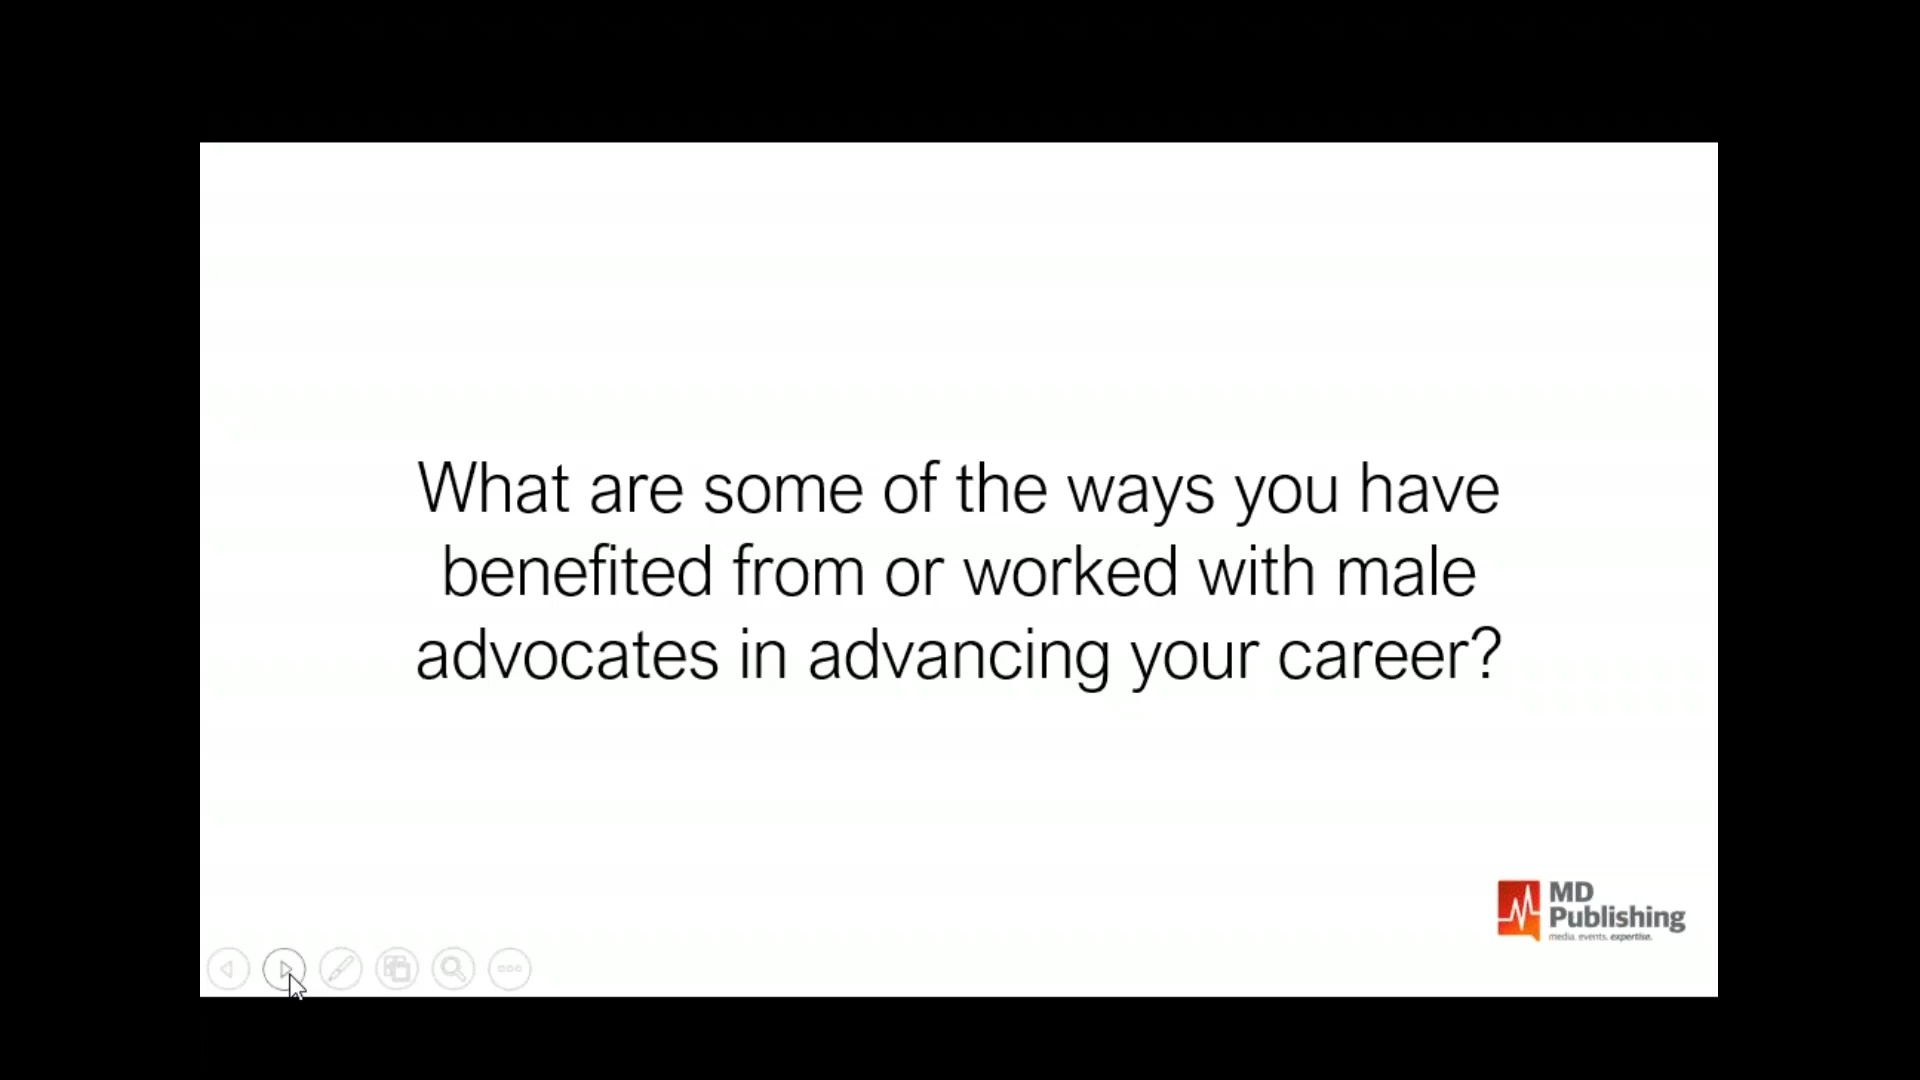 What are some of the ways you have
benefited from or worked with male
advocates in advancing your career?
MD
Publishing
media. events. expertise.